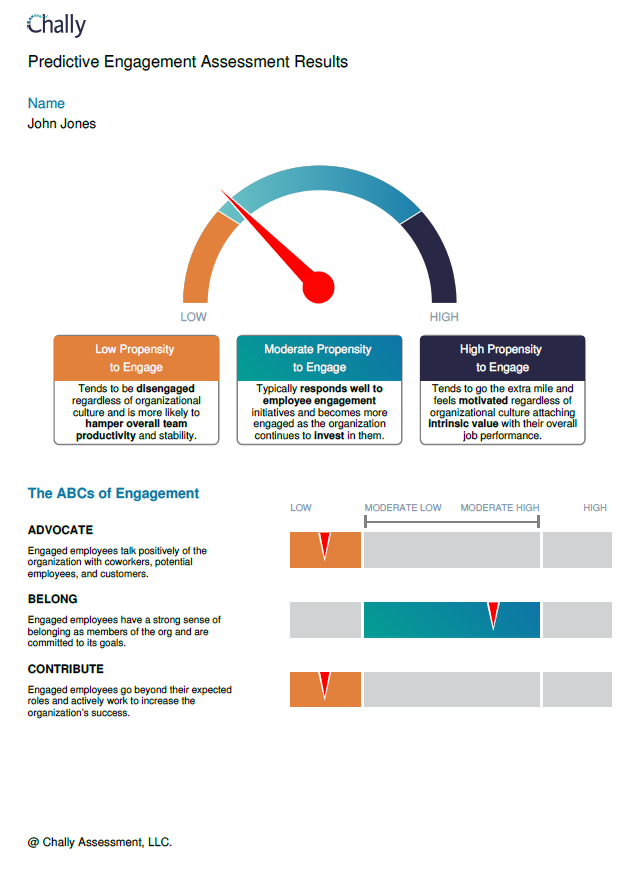 Chally
Predictive Engagement Assessment Results
Name
John Jones
LOW
HIGH
Low Propensity
to Engage
Tends to be disengaged
regardless of organizational
culture and is more likely to
hamper overall team
productivity and stability.
Moderate Propensity
to Engage
Typically responds well to
employee engagement
initiatives and becomes more
engaged as the organization
continues to invest in them.
High Propensity
to Engage
Tends to go the extra mile and
feels motivated regardless of
organizational culture attaching
intrinsic value with their overall
job performance.
The ABCs of Engagement
LOW
MODERATE LOW
MODERATE HIGH
HIGH
ADVOCATE
Engaged employees talk positively of the
organization with coworkers, potential
employees, and customers.
BELONG
Engaged employees have a strong sense of
belonging as members of the org and are
committed to its goals.
CONTRIBUTE
Engaged employees go beyond their expected
roles and actively work to increase the
organization's success.
@ Chally Assessment, LLC.